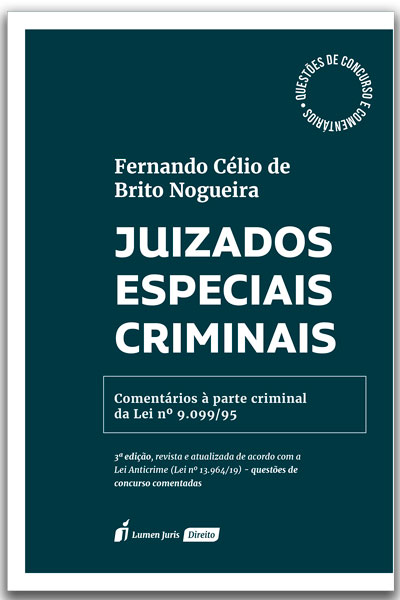 QUESTÕES DE CONCURSO E COMENTÁRIOS •
Fernando Célio de
Brito Nogueira
JUIZADOS
ESPECIAIS
CRIMINAIS
Comentários à parte criminal
da Lei nº 9.099/95
3ª edição, revista e atualizada de acordo com a
Lei Anticrime (Lei nº 13.964/19) - questões de
concurso comentadas
Lumen Juris Direito